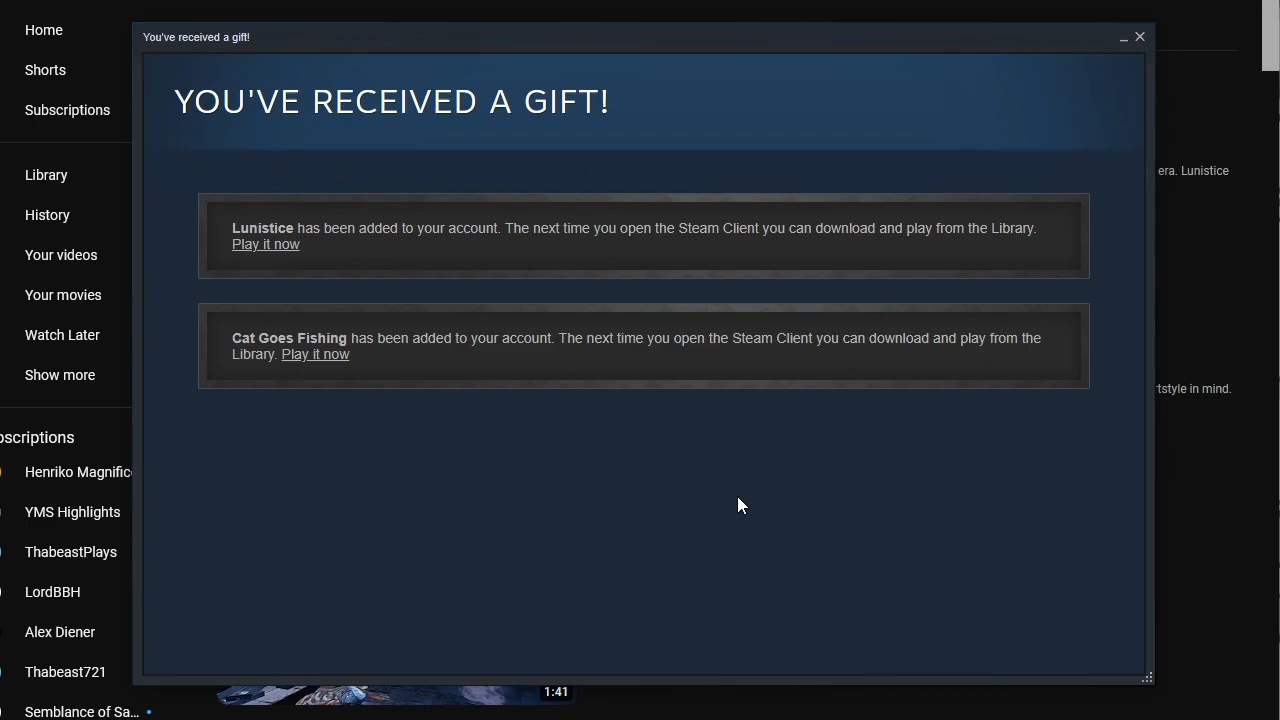 Home
Shorts
Subscriptions
Library
History
Your videos
Your movies
Watch Later
Show more
bscriptions
Henriko Magnific
YMS Highlights
ThabeastPlays
LordBBH
Alex Diener
Thabeast721
Semblance of Sa...
You've received a gift!
YOU'VE RECEIVED A GIFT!
Lunistice has been added to your account. The next time you open the Steam Client you can download and play from the Library.
Play it now
Cat Goes Fishing has been added to your account. The next time you open the Steam Client you can download and play from the
Library. Play it now
era. Lunistice
tstyle in mind.
1:41